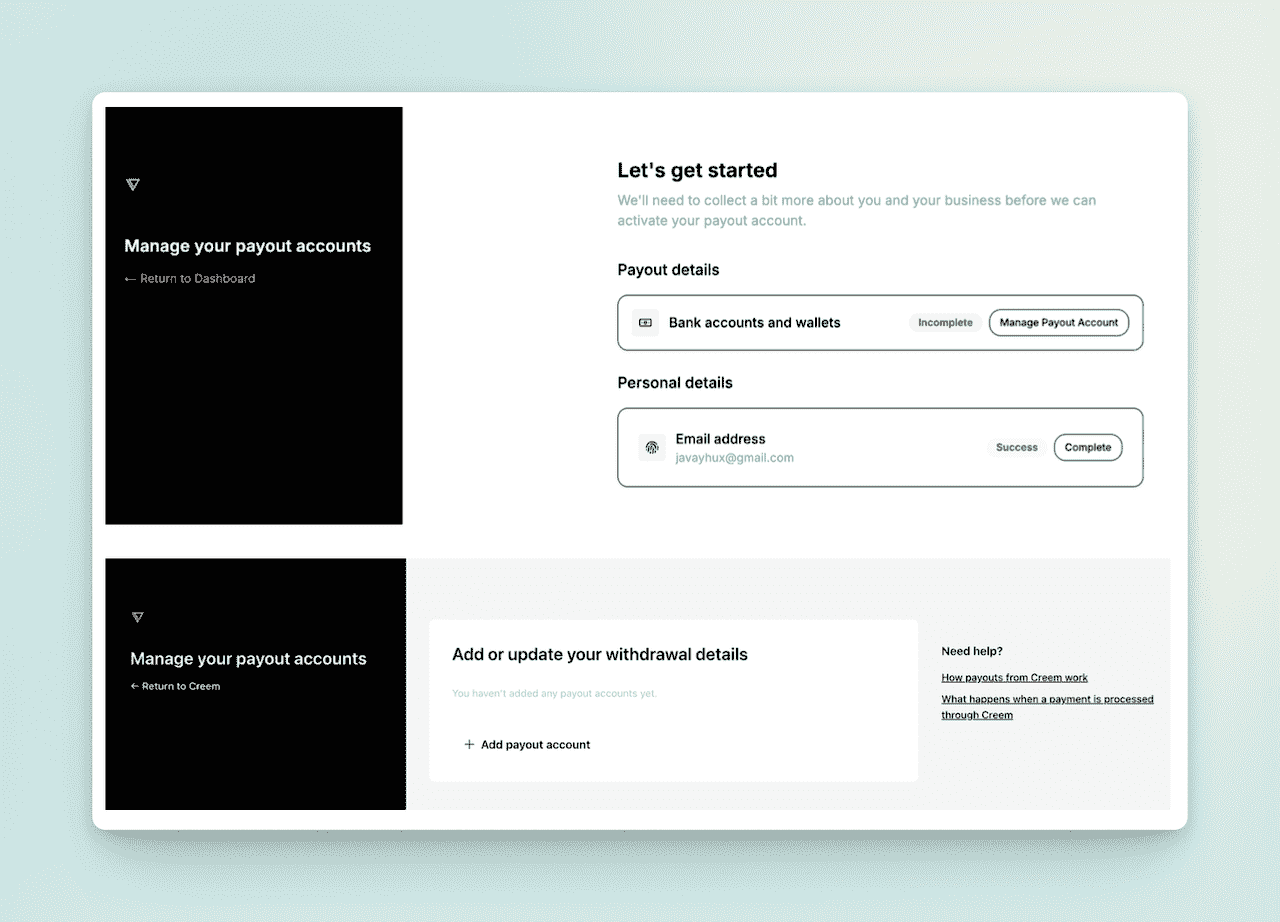 Manage your payout accounts
← Return to Dashboard
Let's get started
We'll need to collect a bit more about you and your business before we can
activate your payout account.
Payout details
Bank accounts and wallets
Incomplete
Manage Payout Account
Personal details
Email address
javayhux@gmail.com
Success
Complete
Manage your payout accounts
← Return to Creem
Add or update your withdrawal details
You haven't added any payout accounts yet.
+ Add payout account
Need help?
How payouts from Creem work
What happens when a payment is processed
through Creem